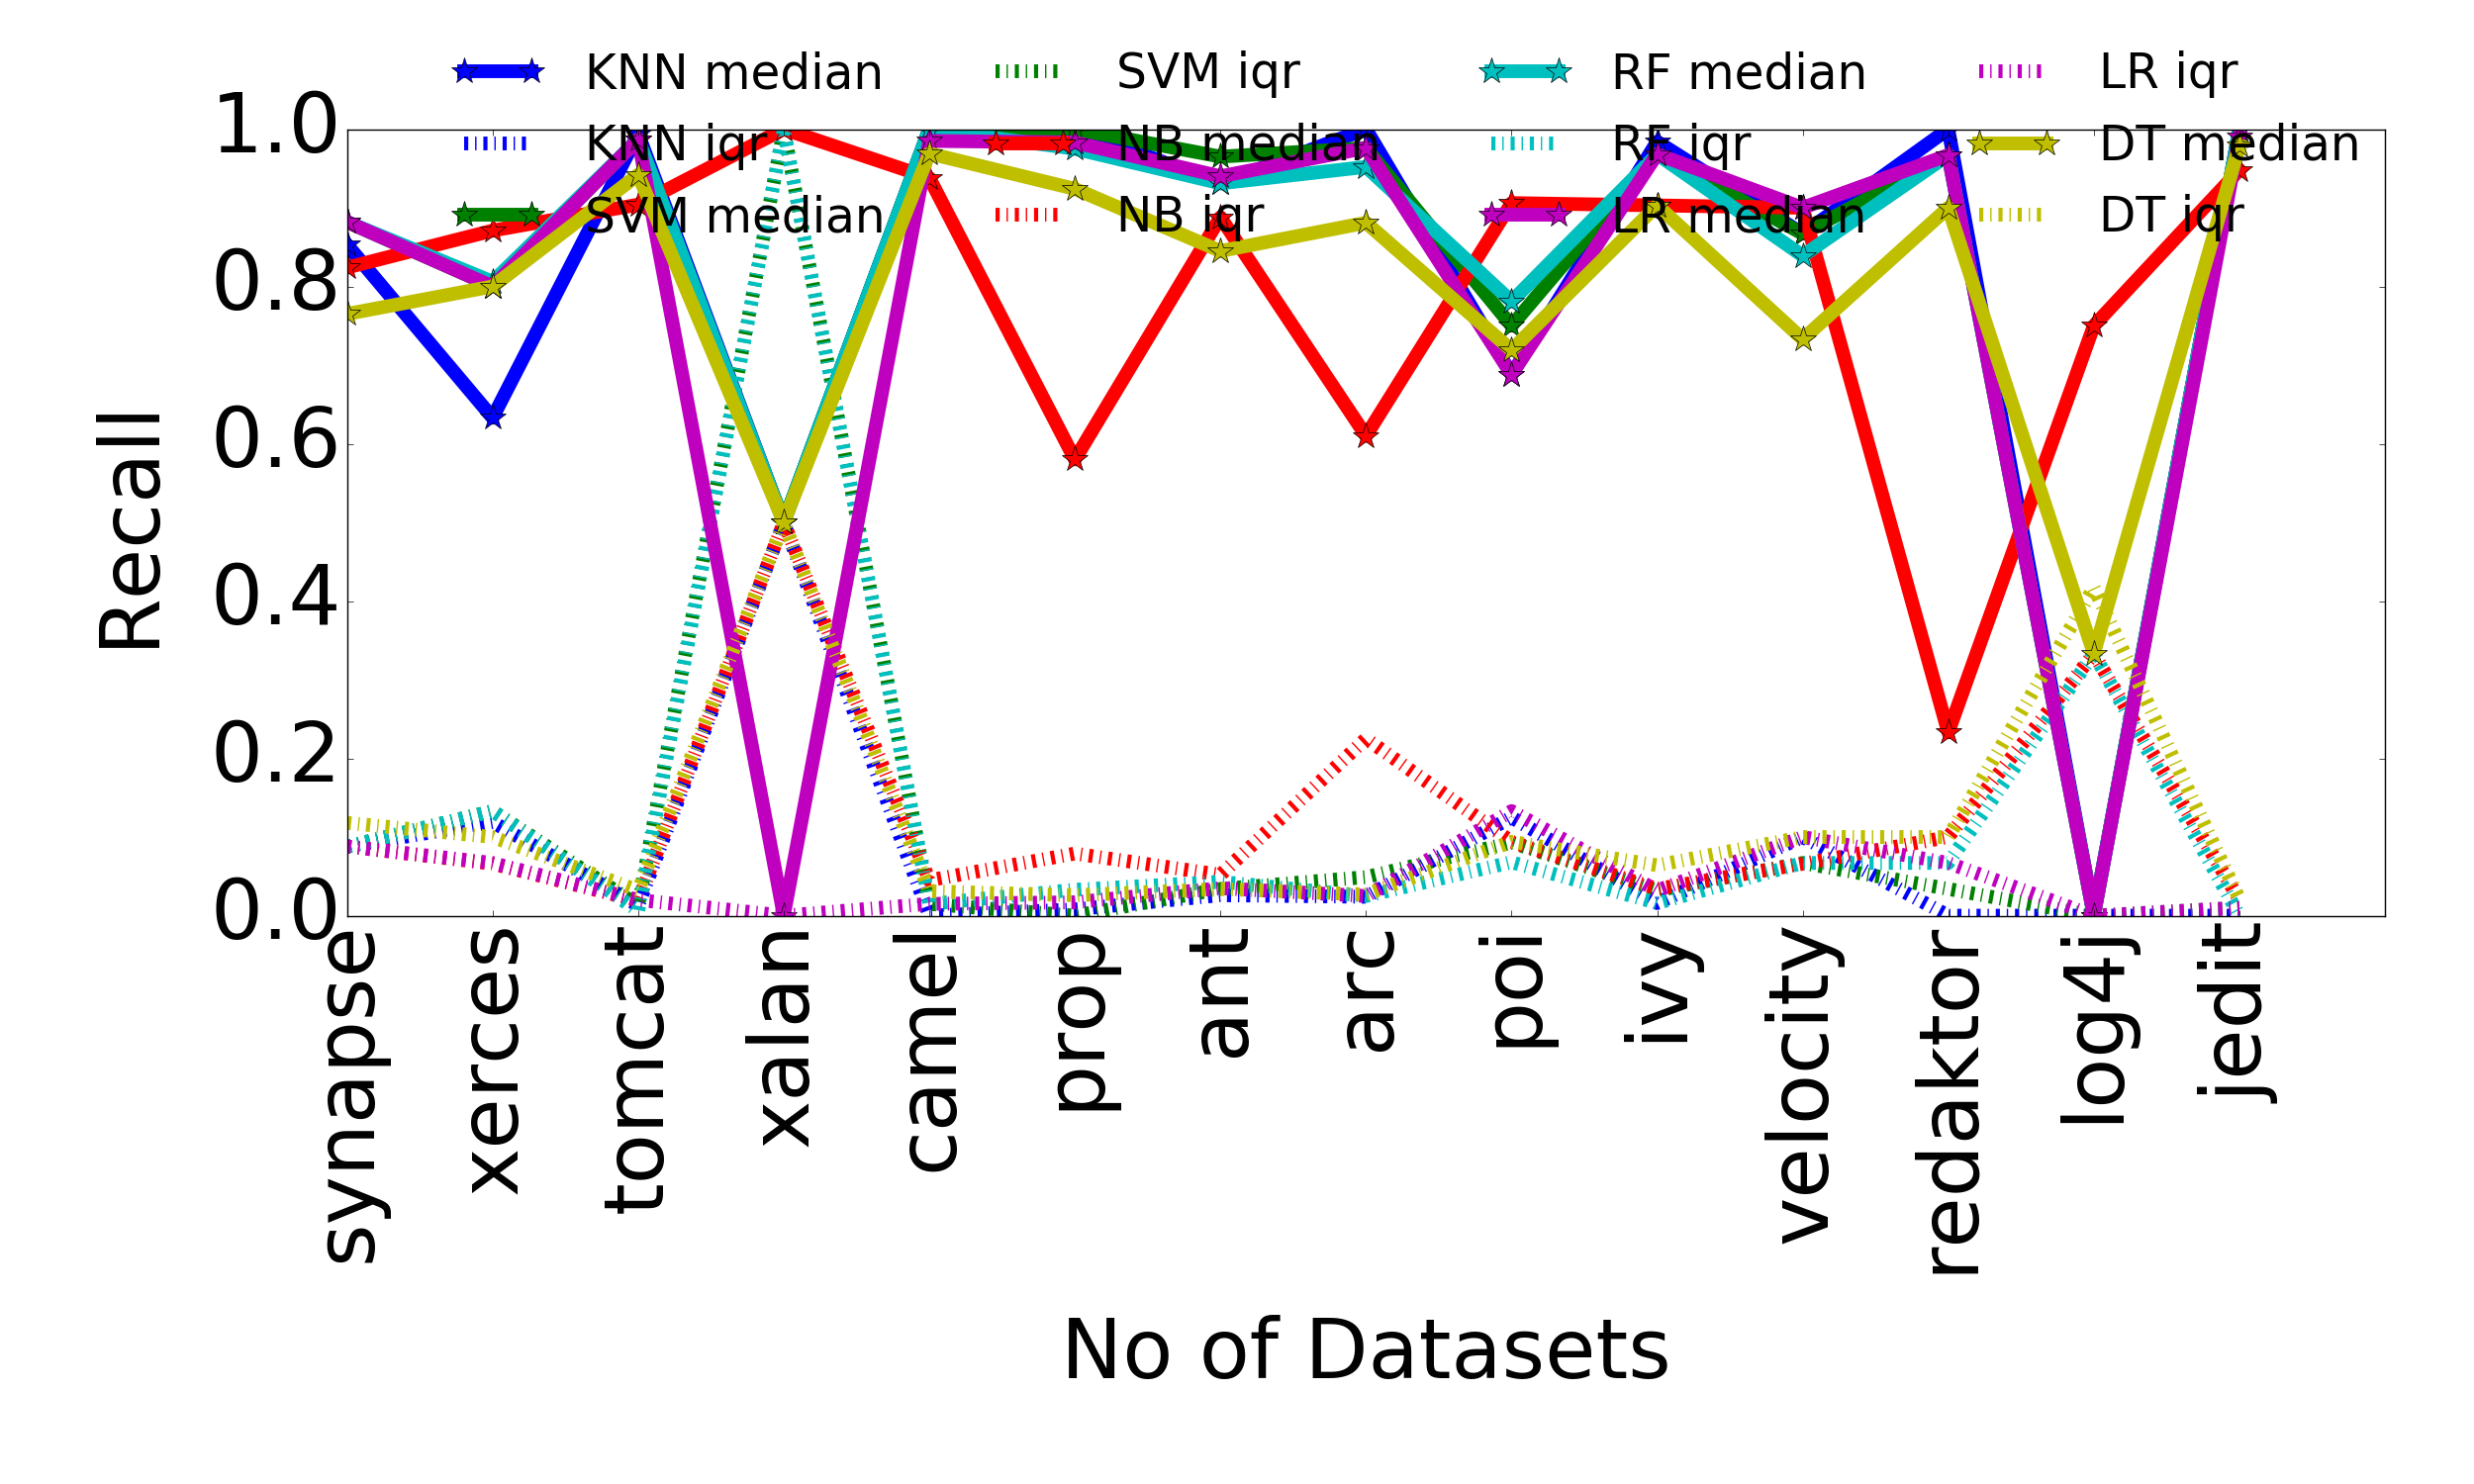 KNN median
KNN iqr
SVM median
SVM iqr
NB median
NB iqr
RF median
RF iqr
LR median
LR iqr
DT median
DT iqr
Recall
1.0
0.8
0.6
0.4
0.2
0.0
synapse
xerces
tomcat
xalan
camel
prop
ant
arc
poi
ivy
velocity
redaktor
log4j
jedit
No of Datasets